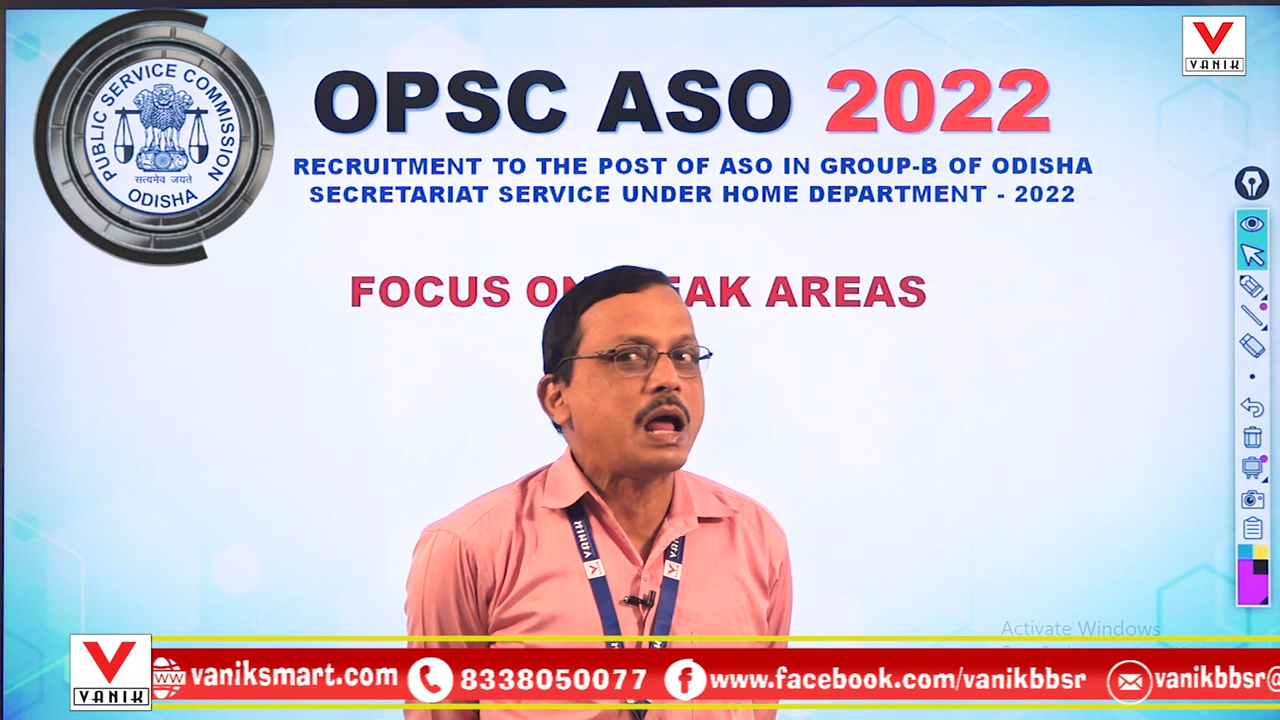 PUBLIC SERVICE COMMISSION
सत्यमेव जयते
ODISHA
OPSC ASO 2022
RECRUITMENT TO THE POST OF ASO IN GROUP-B OF ODISHA
SECRETARIAT SERVICE UNDER HOME DEPARTMENT - 2022
VANIK
FOCUS AREAS
VANIK
Activate Windows
VANIK
vaniksmart.com 8338050077 www.facebook.com/vanikbbsr vanikbbsr@